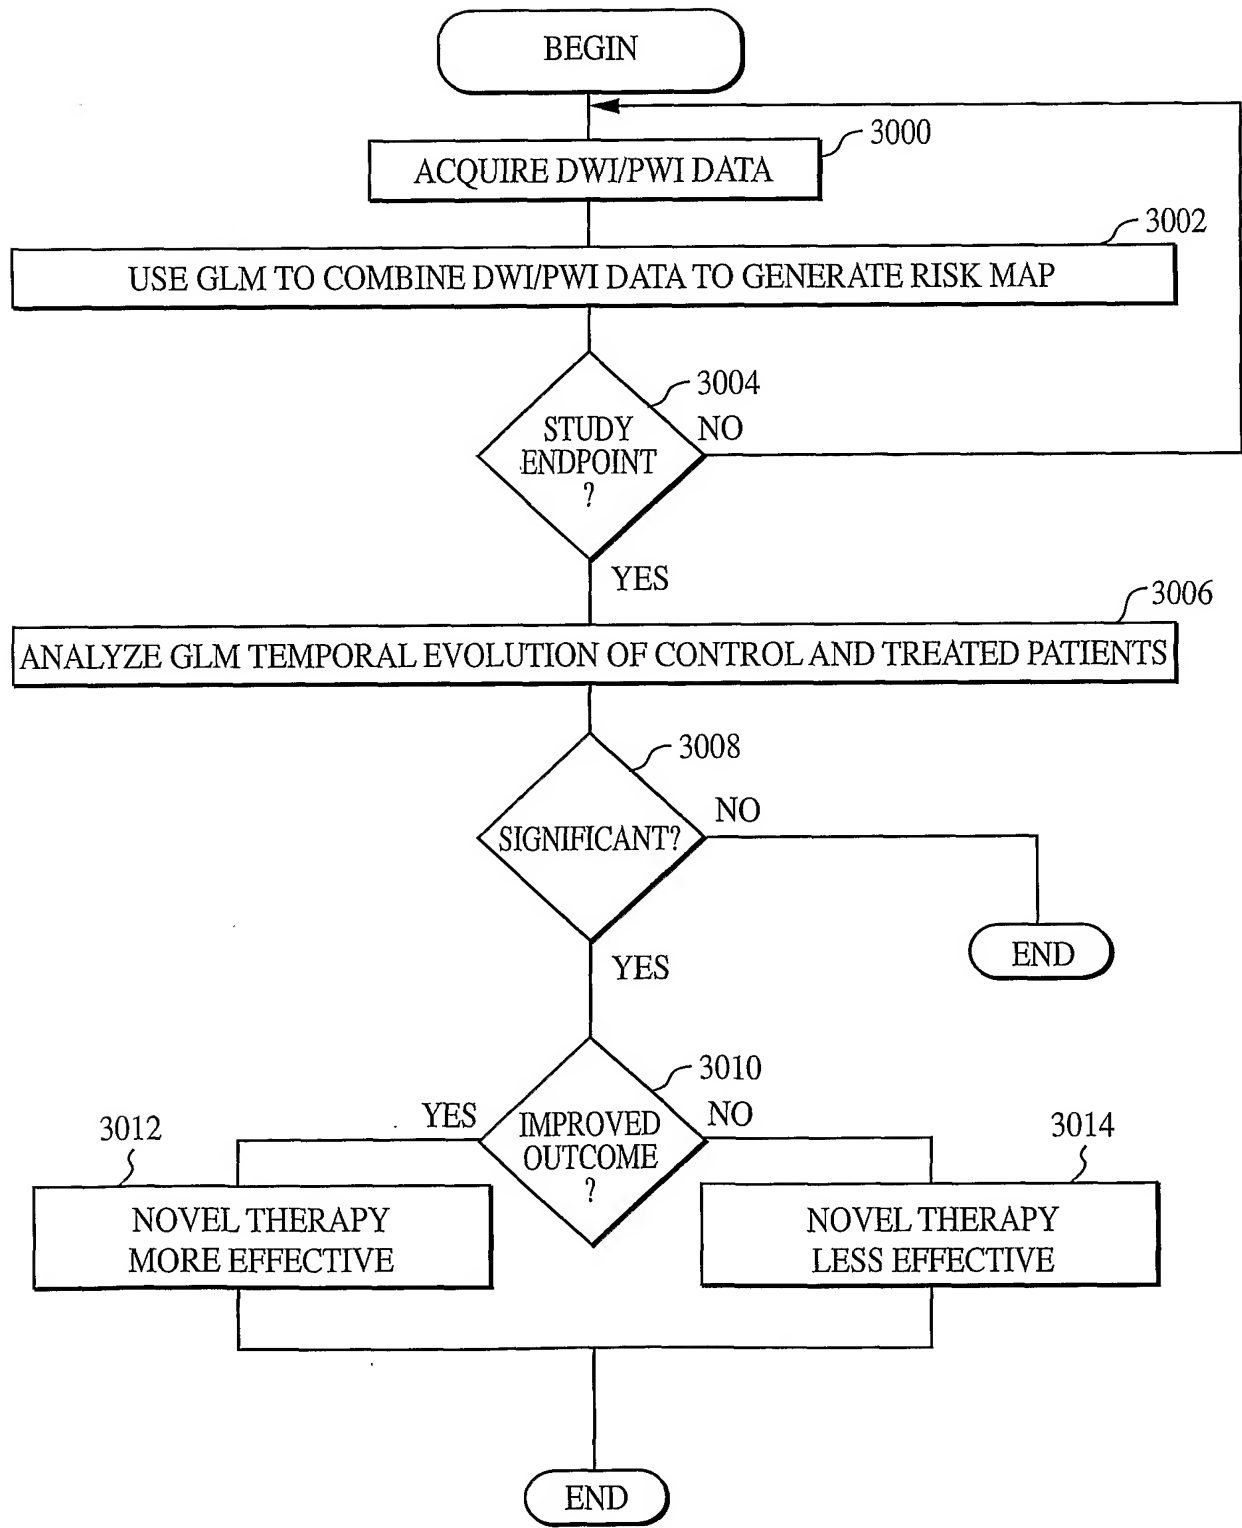 BEGIN
3000
ACQUIRE DWI/PWI DATA
3002
USE GLM TO COMBINE DWI/PWI DATA TO GENERATE RISK MAP
3004
NO
STUDY
ENDPOINT
?
YES
3006
ANALYZE GLM TEMPORAL EVOLUTION OF CONTROL AND TREATED PATIENTS
3008
NO
SIGNIFICANT?
END
YES
3010
YES
NO
IMPROVED
OUTCOME
?
3012
3014
NOVEL THERAPY
MORE EFFECTIVE
NOVEL THERAPY
LESS EFFECTIVE
END